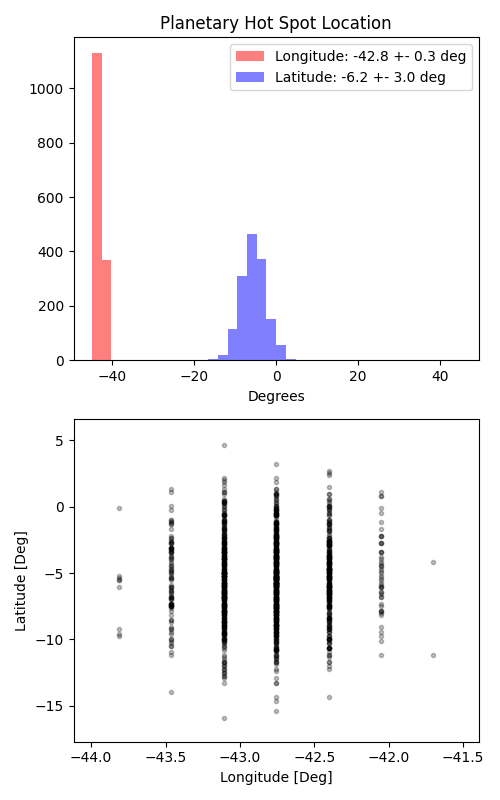 Planetary Hot Spot Location
Longitude: -42.8 +- 0.3 deg
Latitude: -6.2 +- 3.0 deg
1000
800
600
400
200
0
−40 −20 0 20 40
Degrees
5
0
−5
−10
−15
Latitude [Deg]
−44.0 −43.5 −43.0 −42.5 −42.0 −41.5
Longitude [Deg]